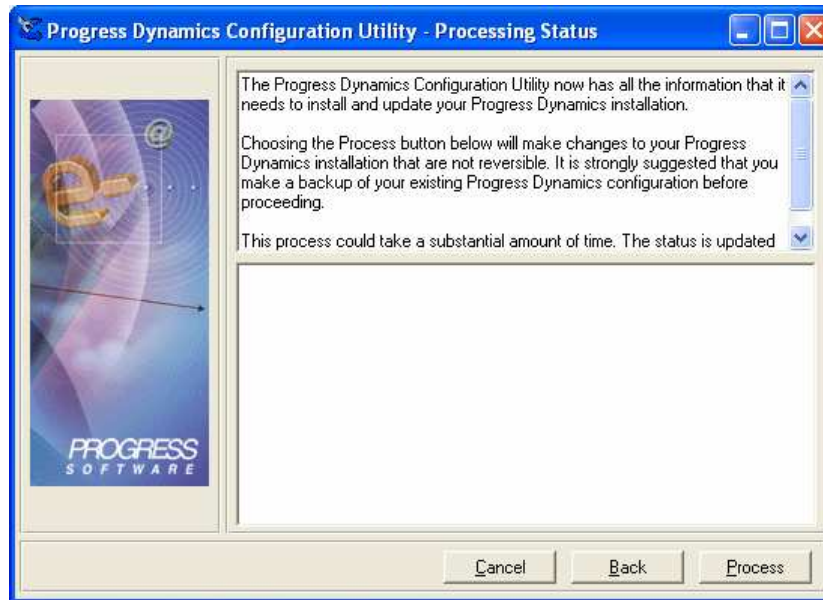 Progress Dynamics Configuration Utility - Processing Status
The Progress Dynamics Configuration Utility now has all the information that it
needs to install and update your Progress Dynamics installation.
Choosing the Process button below will make changes to your Progress
Dynamics installation that are not reversible. It is strongly suggested that you
make a backup of your existing Progress Dynamics configuration before
proceeding.
This process could take a substantial amount of time. The status is updated
@
e-
PROGRESS
SOFTWARE
Cancel Back Process